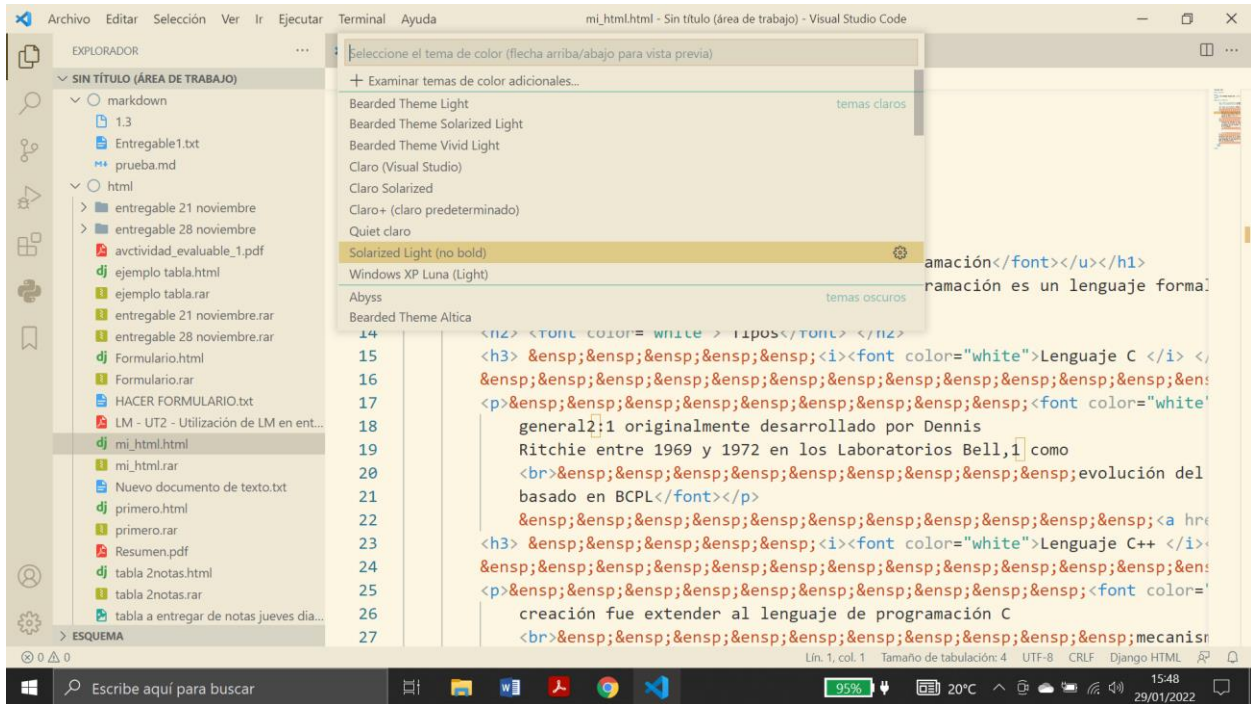 Archivo Editar Selección Ver Ir Ejecutar Terminal Ayuda mi_html.html - Sin título (área de trabajo) - Visual Studio Code
EXPLORADOR
SIN TÍTULO (ÁREA DE TRABAJO)
markdown
1.3
Entregable1.txt
prueba.md
html
entregable 21 noviembre
entregable 28 noviembre
avctividad_evaluable_1.pdf
ejemplo tabla.html
ejemplo tabla.rar
entregable 21 noviembre.rar
entregable 28 noviembre.rar
Formulario.html
Formulario.rar
HACER FORMULARIO.txt
LM - UT2 - Utilización de LM en ent...
mi_html.html
mi_html.rar
Nuevo documento de texto.txt
primero.html
primero.rar
Resumen.pdf
tabla 2notas.html
tabla 2notas.rar
tabla a entregar de notas jueves dia...
ESQUEMA
Seleccione el tema de color (flecha arriba/abajo para vista previa)
+ Examinar temas de color adicionales...
Bearded Theme Light temas claros
Bearded Theme Solarized Light
Bearded Theme Vivid Light
Claro (Visual Studio)
Claro Solarized
Claro+ (claro predeterminado)
Quiet claro
Solarized Light (no bold)
Windows XP Luna (Light)
Abyss temas oscuros
Bearded Theme Altica
amación</font></u></h1>
ramación es un lenguaje formal
14 <h2> <font color="white"> Tipos</font> </h2>
15 <h3> &ensp;&ensp;&ensp;&ensp;&ensp;<i><font color="white">Lenguaje C </i> </
16 &ensp;&ensp;&ensp;&ensp;&ensp;&ensp;&ensp;&ensp;&ensp;&ensp;&ensp;&ens
17 <p>&ensp;&ensp;&ensp;&ensp;&ensp;&ensp;&ensp;&ensp;&ensp;<font color="white"
18 general2:1 originalmente desarrollado por Dennis
19 Ritchie entre 1969 y 1972 en los Laboratorios Bell,1 como
20 <br>&ensp;&ensp;&ensp;&ensp;&ensp;&ensp;&ensp;&ensp;&ensp;evolución del
21 basado en BCPL</font></p>
22 &ensp;&ensp;&ensp;&ensp;&ensp;&ensp;&ensp;&ensp;&ensp;&ensp;<a hre
23 <h3> &ensp;&ensp;&ensp;&ensp;&ensp;<i><font color="white">Lenguaje C++ </i><
24 &ensp;&ensp;&ensp;&ensp;&ensp;&ensp;&ensp;&ensp;&ensp;&ensp;&ensp;&ens
25 <p>&ensp;&ensp;&ensp;&ensp;&ensp;&ensp;&ensp;&ensp;&ensp;&ensp;<font color="
26 creación fue extender al lenguaje de programación C
27 <br>&ensp;&ensp;&ensp;&ensp;&ensp;&ensp;&ensp;&ensp;&ensp;mecanism
0 0 Lín. 1, col. 1 Tamaño de tabulación: 4 UTF-8 CRLF Django HTML
Escribe aquí para buscar 95% 20°C 15:48
29/01/2022